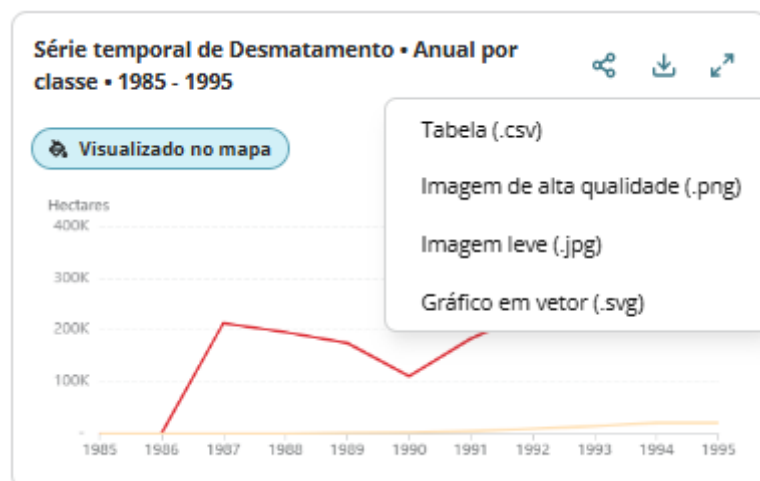 Série temporal de Desmatamento • Anual por
classe • 1985 - 1995
Visualizado no mapa
Tabela (.csv)
Imagem de alta qualidade (.png)
Imagem leve (.jpg)
Gráfico em vetor (.svg)
Hectares
400K
300K
200K
100K
-
1985 1986 1987 1988 1989 1990 1991 1992 1993 1994 1995